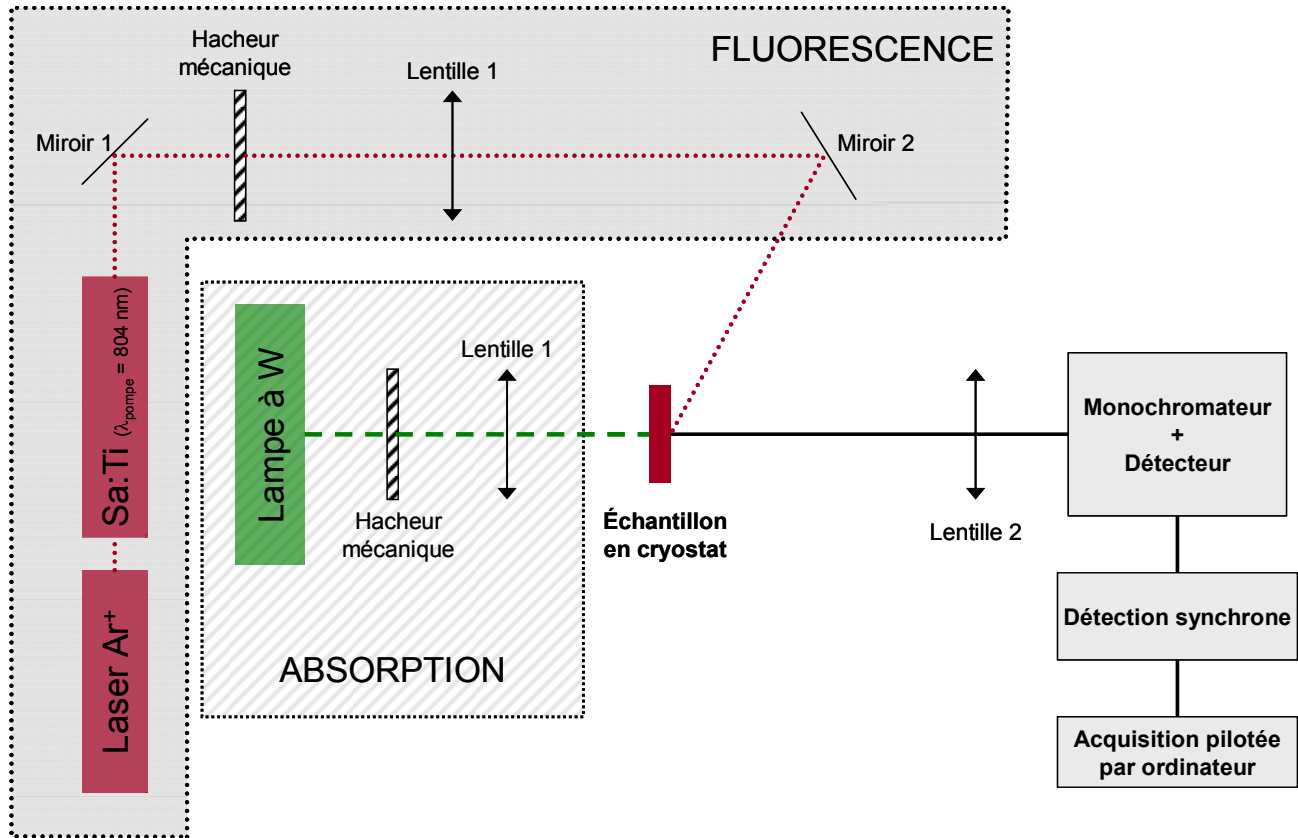 Hacheur
mécanique
Lentille 1
FLUORESCENCE
Miroir 1
Miroir 2
Sa:Ti (λpompe = 804 nm)
Laser Ar+
Lampe à W
Lentille 1
Hacheur
mécanique
ABSORPTION
Échantillon
en cryostat
Lentille 2
Monochromateur
+
Détecteur
Détection synchrone
Acquisition pilotée
par ordinateur